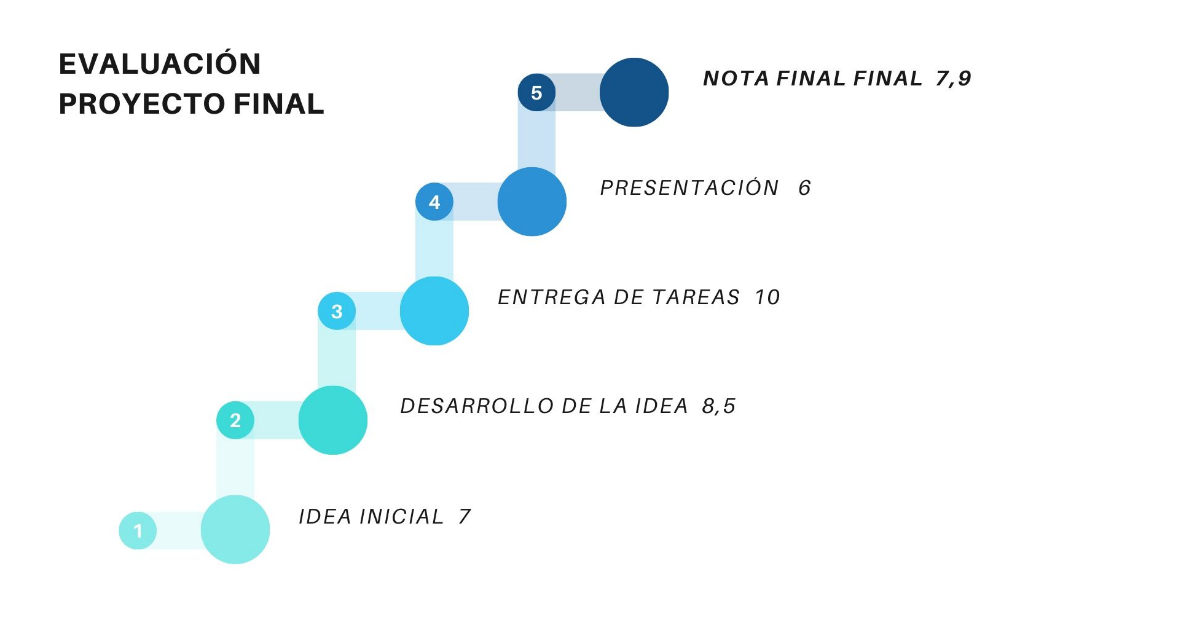 EVALUACIÓN
PROYECTO FINAL
5
NOTA FINAL FINAL 7,9
4
PRESENTACIÓN 6
3
ENTREGA DE TAREAS 10
2
DESARROLLO DE LA IDEA 8,5
1
IDEA INICIAL 7